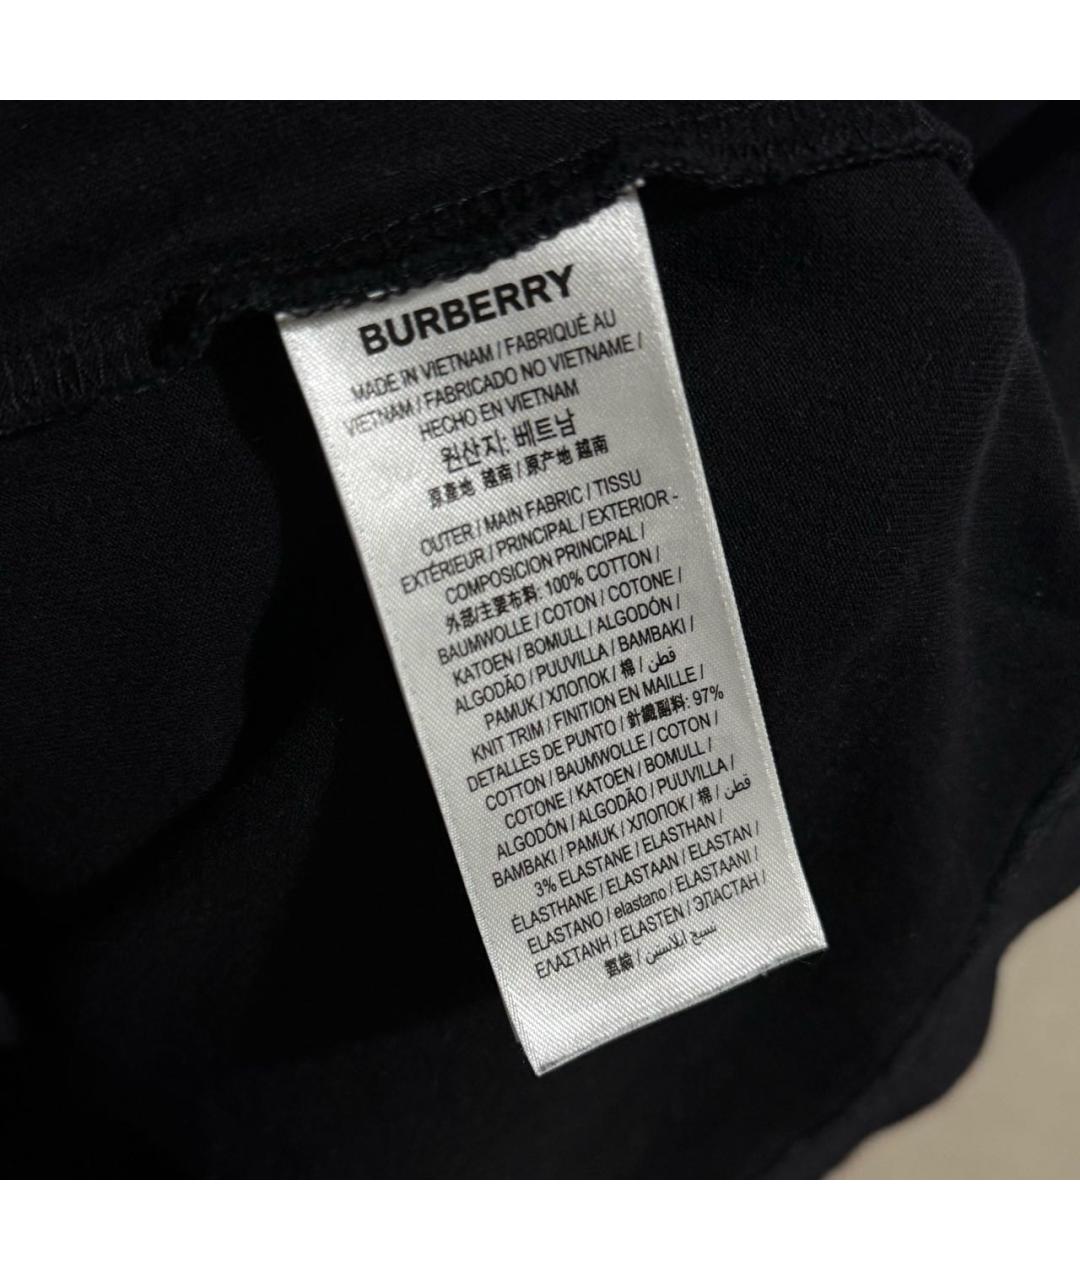 BURBERRY
MADE IN VIETNAM / FABRIQUÉ AU
VIETNAM / FABRICADO NO VIETNAME /
HECHO EN VIETNAM
원산지: 베트남
原產地 越南 / 原产地 越南
OUTER / MAIN FABRIC / TISSU
EXTÉRIEUR / PRINCIPAL / EXTERIOR -
COMPOSICION PRINCIPAL /
外部/主要布料: 100% COTTON /
BAUMWOLLE / COTON / COTONE /
KATOEN / BOMULL / ALGODÓN /
ALGODÃO / PUUVILLA / BAMBAKI /
PAMUK / ХЛОПОК / 棉 / قطن
KNIT TRIM / FINITION EN MAILLE /
DETALLES DE PUNTO / 針織副料: 97%
COTTON / BAUMWOLLE / COTON /
COTONE / KATOEN / BOMULL /
ALGODÓN / ALGODÃO / PUUVILLA /
BAMBAKI / PAMUK / ХЛОПОК / 棉 / قطن /
3% ELASTANE / ELASTHAN /
ÉLASTHANE / ELASTAAN / ELASTAN /
ELASTANO / elastano / ELASTAANI /
ΕΛΑΣΤΑΝΗ / ELASTEN / ЭЛАСТАН /
氨綸 / نسيج ايلاستين